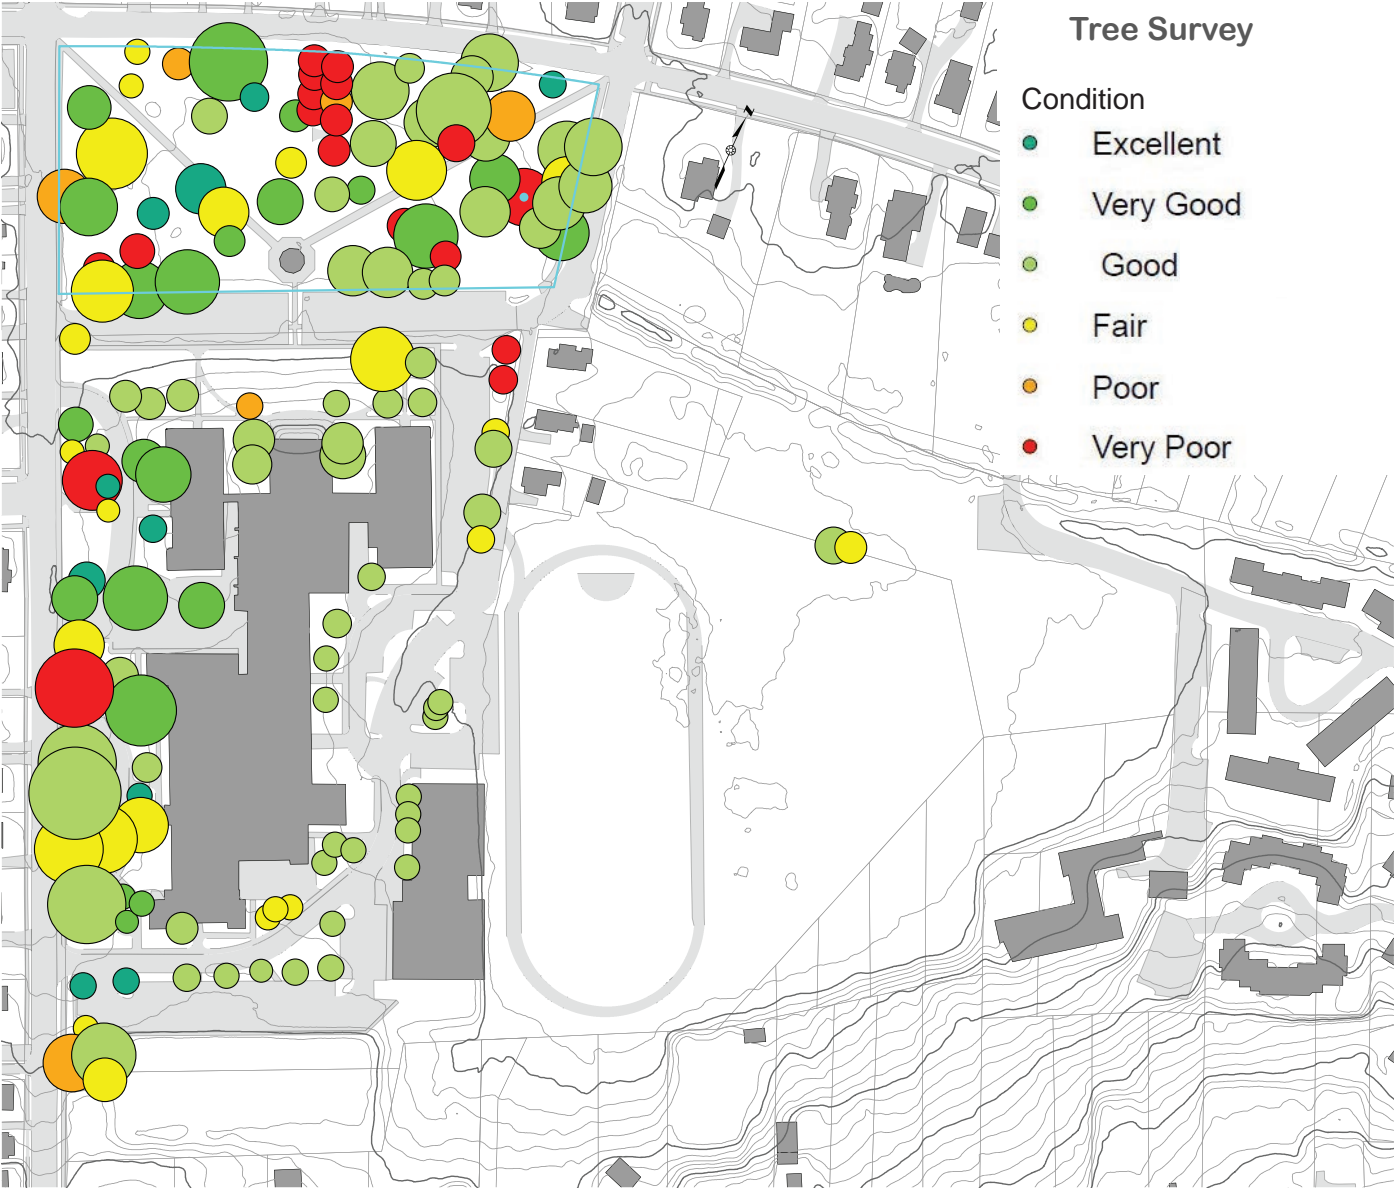 Tree Survey
Condition
Excellent
Very Good
Good
Fair
Poor
Very Poor
N